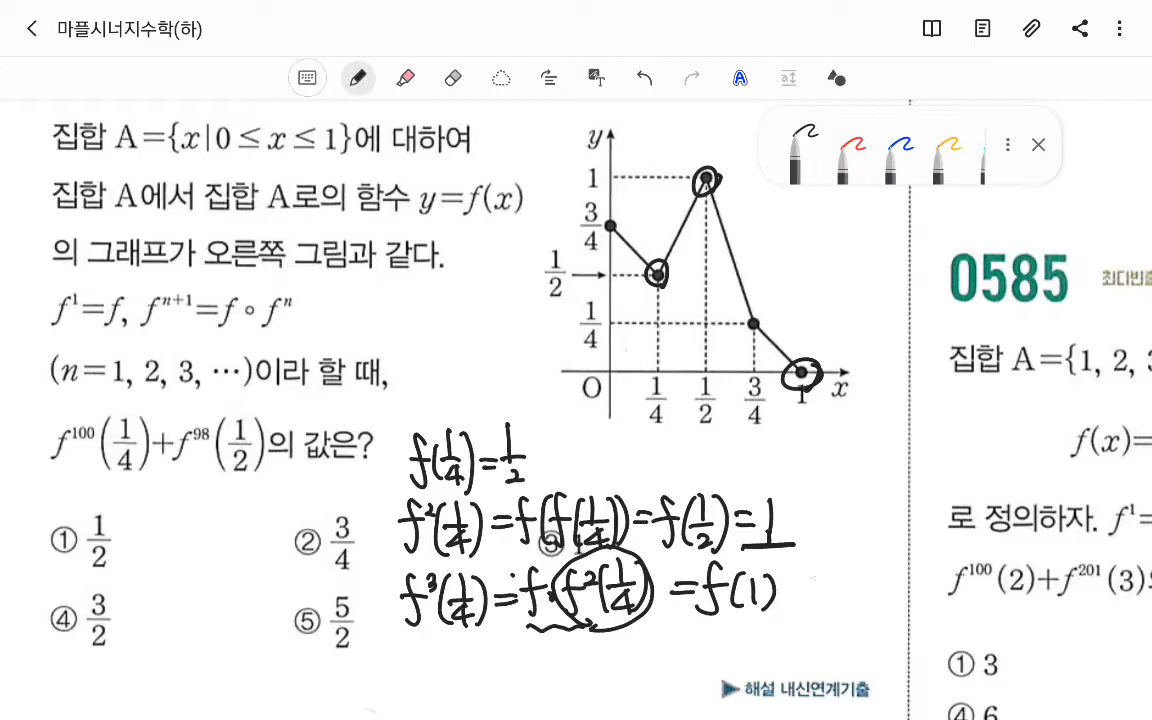 마플시너지수학(하)
집합 A={x|0≤x≤1}에 대하여
집합 A에서 집합 A로의 함수 y=f(x)
의 그래프가 오른쪽 그림과 같다.
f¹=f, fⁿ⁺¹=f∘fⁿ
(n=1, 2, 3, ⋯)이라 할 때,
f¹⁰⁰(1/4)+f⁹⁸(1/2)의 값은?
① 1/2
② 3/4
④ 3/2
⑤ 5/2
y
1
3/4
1/2
1/4
O
1/4
1/2
3/4
1
x
f(1/4)=1/2
f²(1/4)=f(f(1/4))=f(1/2)=1
f³(1/4)=f·f²(1/4)=f(1)
해설 내신연계기출
0585
집합 A={1, 2,
f(x)=
로 정의하자. f¹=
f¹⁰⁰(2)+f²⁰¹(3)
① 3
④ 6